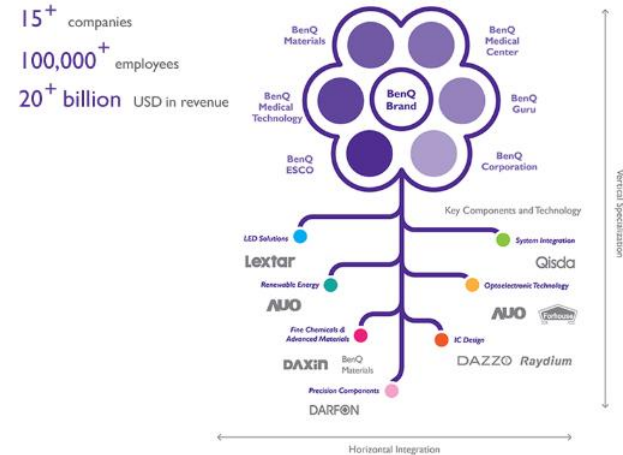 15+ companies
100,000+ employees
20+ billion USD in revenue
BenQ
Materials
BenQ
Medical
Center
BenQ
Medical
Technology
BenQ
Brand
BenQ
Guru
BenQ
ESCO
BenQ
Corporation
Key Components and Technology
LED Solutions
Lextar
System Integration
Qisda
Renewable Energy
AUO
Optoelectronic Technology
AUO
Forhouse
Fine Chemicals &
Advanced Materials
DAXIN
BenQ
Materials
IC Design
DAZZO Raydium
Precision Components
DARFON
Vertical Specialization
Horizontal Integration